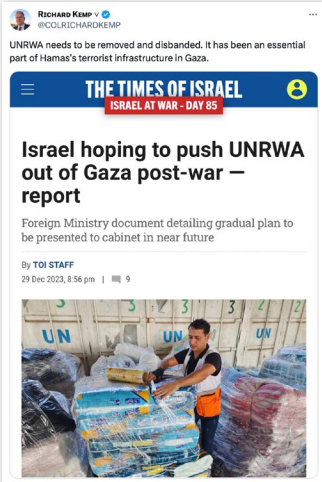 RICHARD KEMP
@COLRICHARDKEMP
UNRWA needs to be removed and disbanded. It has been an essential
part of Hamas's terrorist infrastructure in Gaza.
THE TIMES OF ISRAEL
ISRAEL AT WAR - DAY 85
Israel hoping to push UNRWA
out of Gaza post-war —
report
Foreign Ministry document detailing gradual plan to
be presented to cabinet in near future
By TOI STAFF
29 Dec 2023, 8:56 pm | 9
UN UN UN